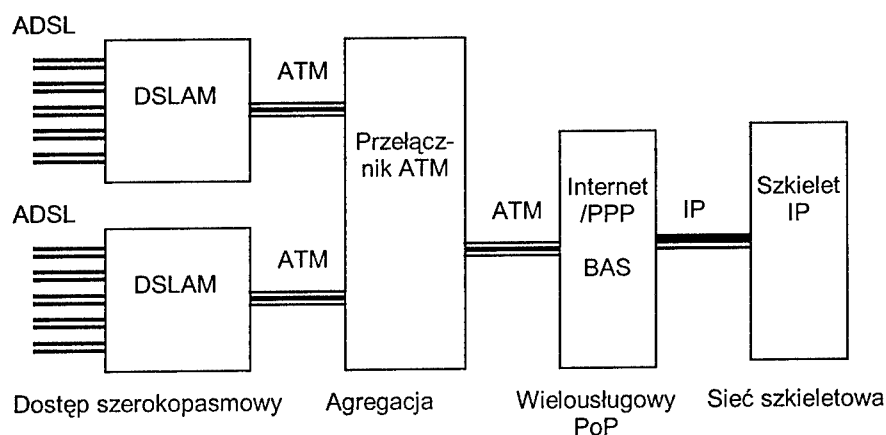 ADSL
DSLAM
ATM
Przełącz-
nik ATM
ADSL
DSLAM
ATM
ATM
Internet
/PPP
BAS
IP
Szkielet
IP
Dostęp szerokopasmowy
Agregacja
Wielousługowy
PoP
Sieć szkieletowa